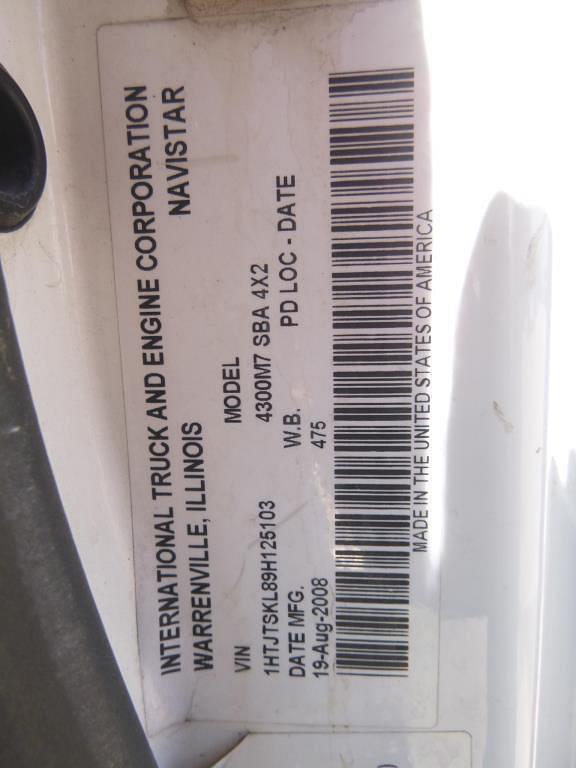 INTERNATIONAL TRUCK AND ENGINE CORPORATION
WARRENVILLE, ILLINOIS NAVISTAR
VIN MODEL
1HTJTSKL89H125103 4300M7 SBA 4X2
DATE MFG. W.B. PD LOC - DATE
19-Aug-2008 475
MADE IN THE UNITED STATES OF AMERICA